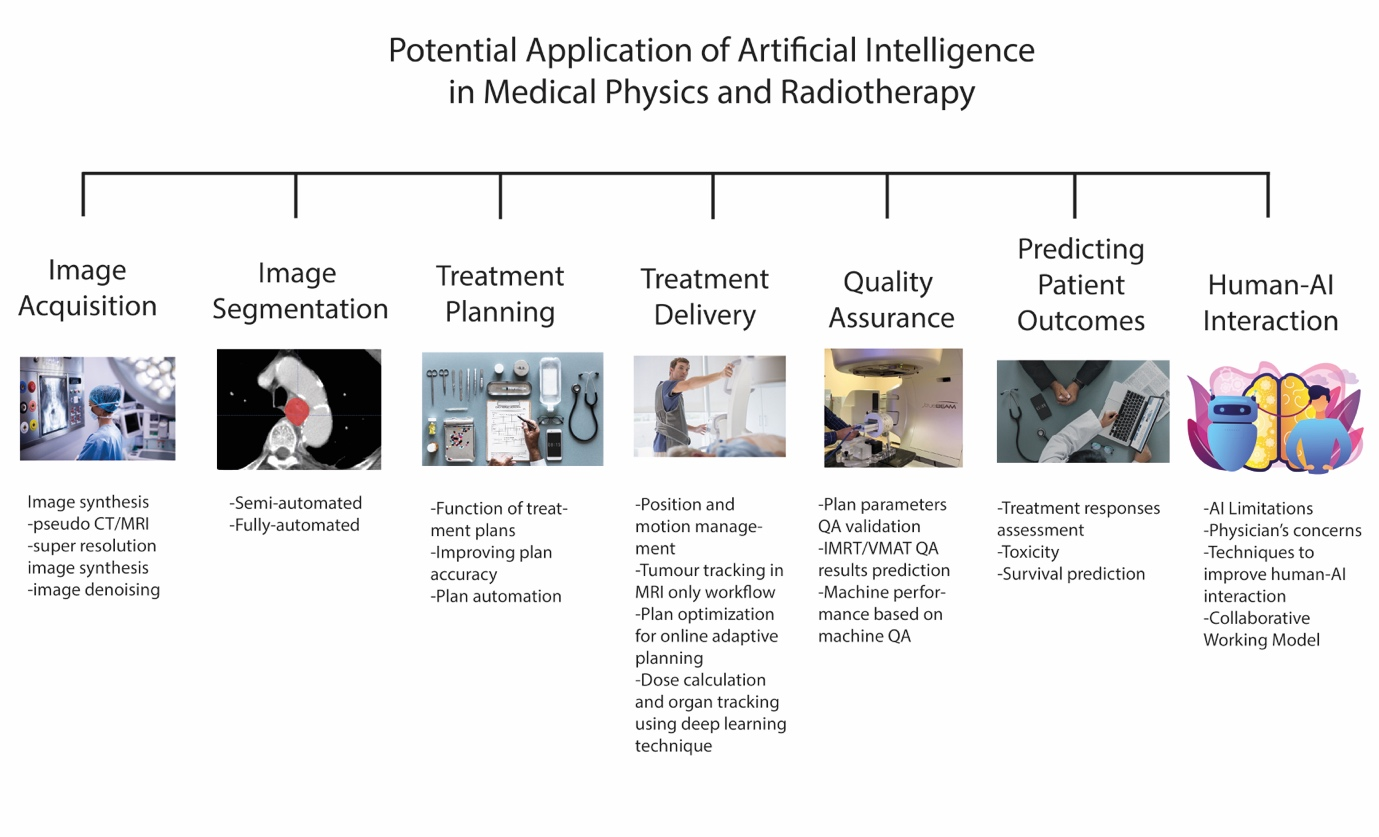 Potential Application of Artificial Intelligence
in Medical Physics and Radiotherapy
Image
Acquisition
Image synthesis
-pseudo CT/MRI
-super resolution
image synthesis
-image denoising
Image
Segmentation
-Semi-automated
-Fully-automated
Treatment
Planning
-Function of treat-
ment plans
-Improving plan
accuracy
-Plan automation
Treatment
Delivery
-Position and
motion manage-
ment
-Tumour tracking in
MRI only workflow
-Plan optimization
for online adaptive
planning
-Dose calculation
and organ tracking
using deep learning
technique
Quality
Assurance
-Plan parameters
QA validation
-IMRT/VMAT QA
results prediction
-Machine perfor-
mance based on
machine QA
Predicting
Patient
Outcomes
-Treatment responses
assessment
-Toxicity
-Survival prediction
Human-AI
Interaction
-AI Limitations
-Physician's concerns
-Techniques to
improve human-AI
interaction
-Collaborative
Working Model